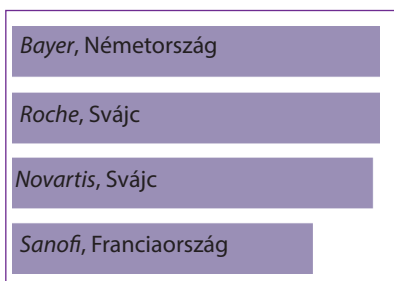 Bayer, Németország
Roche, Svájc
Novartis, Svájc
Sanofi, Franciaország